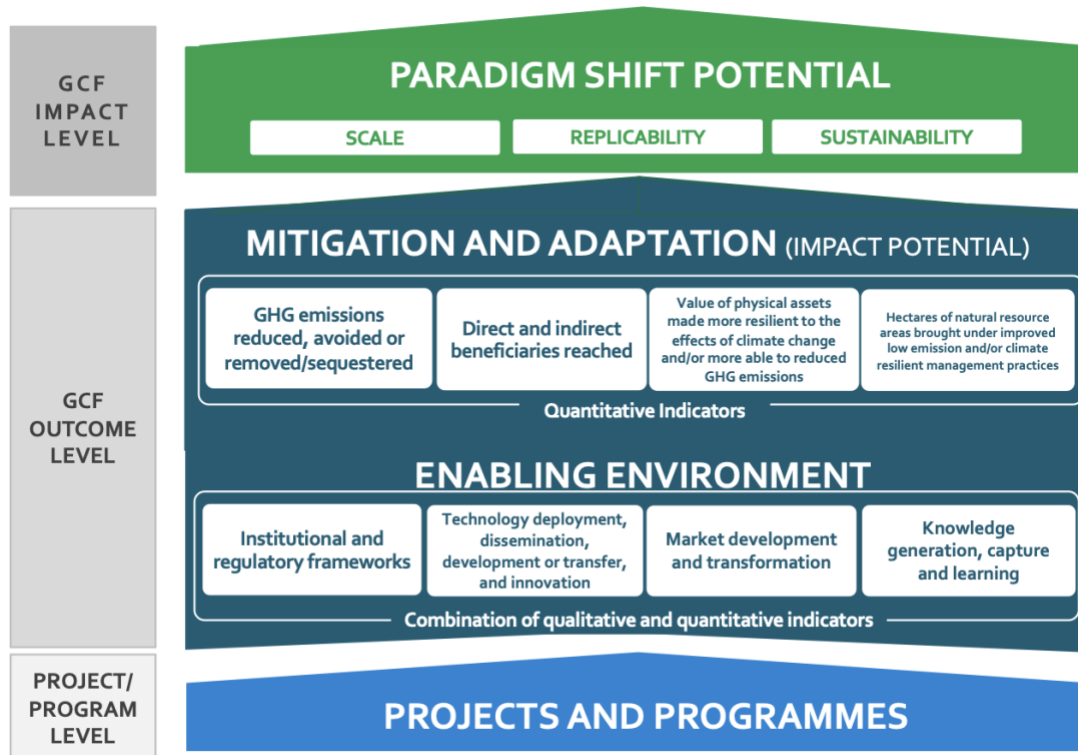 GCF
IMPACT
LEVEL
PARADIGM SHIFT POTENTIAL
SCALE
REPLICABILITY
SUSTAINABILITY
GCF
OUTCOME
LEVEL
MITIGATION AND ADAPTATION (IMPACT POTENTIAL)
GHG emissions
reduced, avoided or
removed/sequestered
Direct and indirect
beneficiaries reached
Value of physical assets
made more resilient to the
effects of climate change
and/or more able to reduced
GHG emissions
Hectares of natural resource
areas brought under improved
low emission and/or climate
resilient management practices
Quantitative Indicators
ENABLING ENVIRONMENT
Institutional and
regulatory frameworks
Technology deployment,
dissemination,
development or transfer,
and innovation
Market development
and transformation
Knowledge
generation, capture
and learning
Combination of qualitative and quantitative indicators
PROJECT/
PROGRAM
LEVEL
PROJECTS AND PROGRAMMES